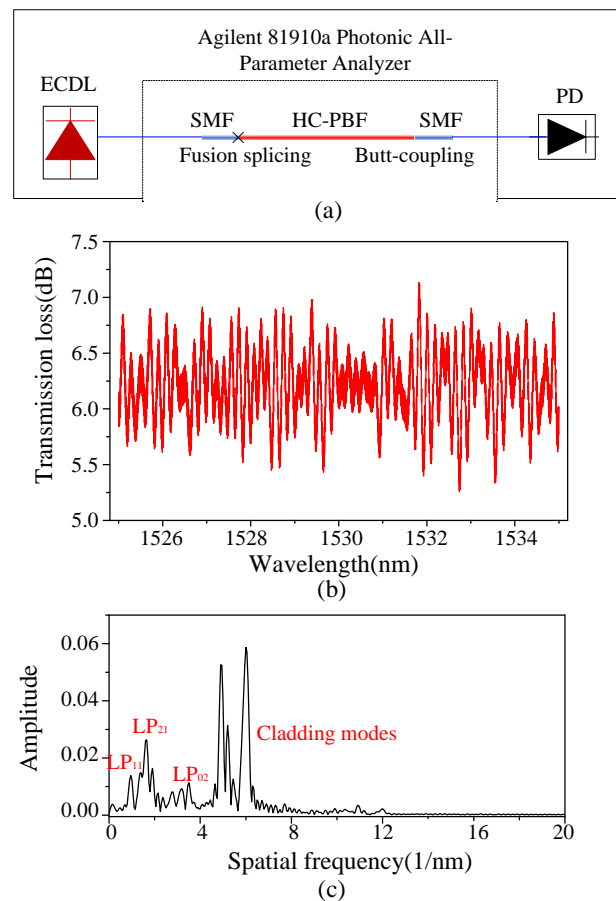 Agilent 81910a Photonic All-
Parameter Analyzer
ECDL
PD
SMF
HC-PBF
SMF
Fusion splicing
Butt-coupling
(a)
7.5
7.0
6.5
6.0
5.5
5.0
Transmission loss(dB)
1526
1528
1530
1532
1534
Wavelength(nm)
(b)
0.06
0.04
0.02
0.00
Amplitude
LP21
LP11
LP02
Cladding modes
0
4
8
12
16
20
Spatial frequency(1/nm)
(c)